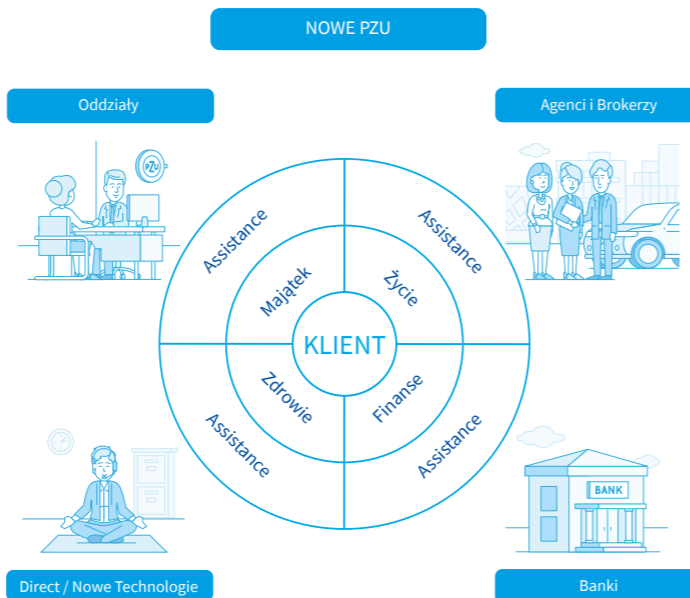 NOWE PZU
Oddziały
Agenci i Brokerzy
PZU
Assistance
Assistance
Majątek
Życie
KLIENT
Zdrowie
Finanse
Assistance
Assistance
BANK
Direct / Nowe Technologie
Banki